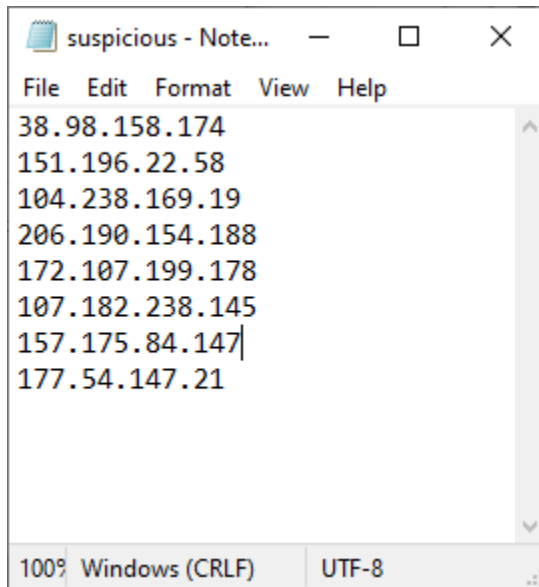 suspicious - Note...
File Edit Format View Help
38.98.158.174
151.196.22.58
104.238.169.19
206.190.154.188
172.107.199.178
107.182.238.145
157.175.84.147
177.54.147.21
100% Windows (CRLF) UTF-8